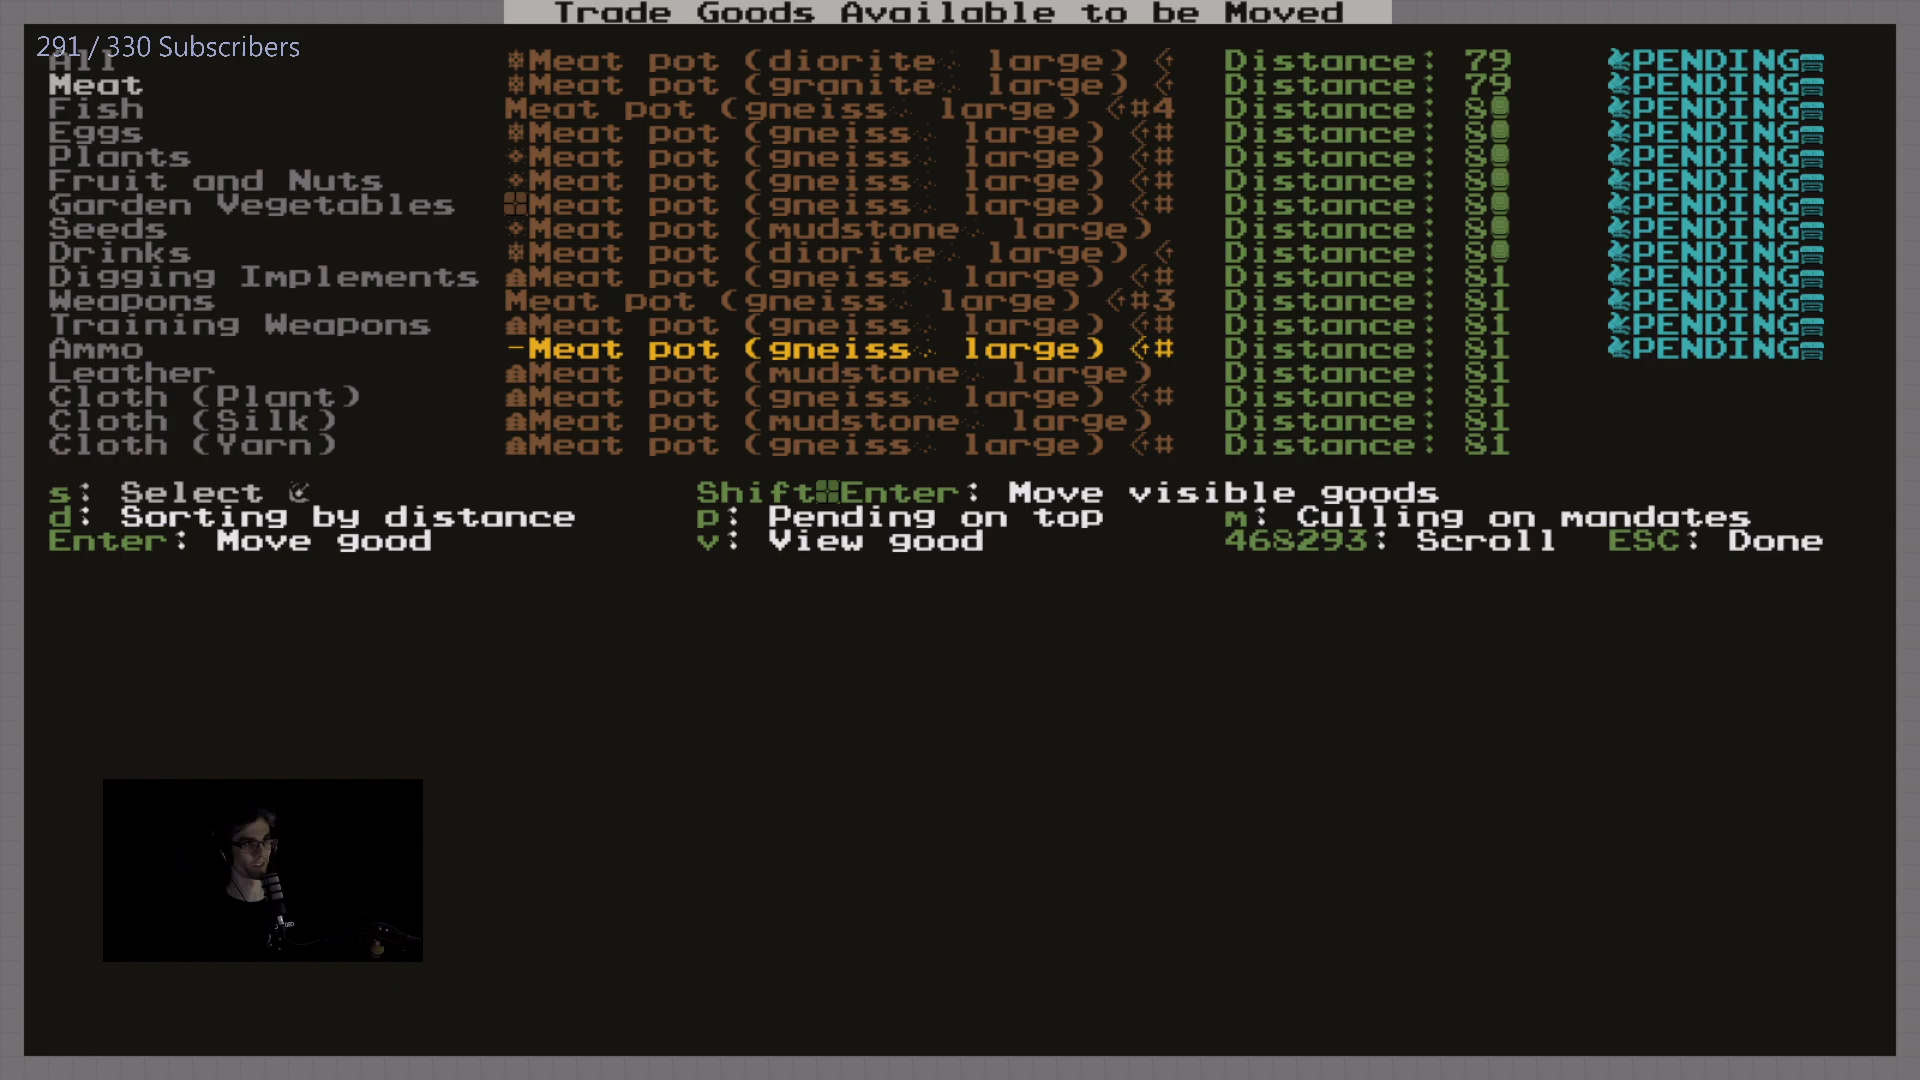 Trade Goods Available to be Moved
291 / 330 Subscribers
All Meat pot (diorite large) Distance: 79 PENDING
Meat Meat pot (granite large) Distance: 79 PENDING
Fish Meat pot (gneiss large) #4 Distance: 80 PENDING
Eggs Meat pot (gneiss large) # Distance: 80 PENDING
Plants Meat pot (gneiss large) # Distance: 80 PENDING
Fruit and Nuts Meat pot (gneiss large) # Distance: 80 PENDING
Garden Vegetables Meat pot (gneiss large) # Distance: 80 PENDING
Seeds Meat pot (mudstone large) Distance: 80 PENDING
Drinks Meat pot (diorite large) Distance: 80 PENDING
Digging Implements Meat pot (gneiss large) # Distance: 81 PENDING
Weapons Meat pot (gneiss large) #3 Distance: 81 PENDING
Training Weapons Meat pot (gneiss large) # Distance: 81 PENDING
Ammo -Meat pot (gneiss large) # Distance: 81 PENDING
Leather Meat pot (mudstone large) Distance: 81
Cloth (Plant) Meat pot (gneiss large) # Distance: 81
Cloth (Silk) Meat pot (mudstone large) Distance: 81
Cloth (Yarn) Meat pot (gneiss large) # Distance: 81
s: Select Shift Enter: Move visible goods
d: Sorting by distance p: Pending on top m: Culling on mandates
Enter: Move good v: View good 468293: Scroll ESC: Done